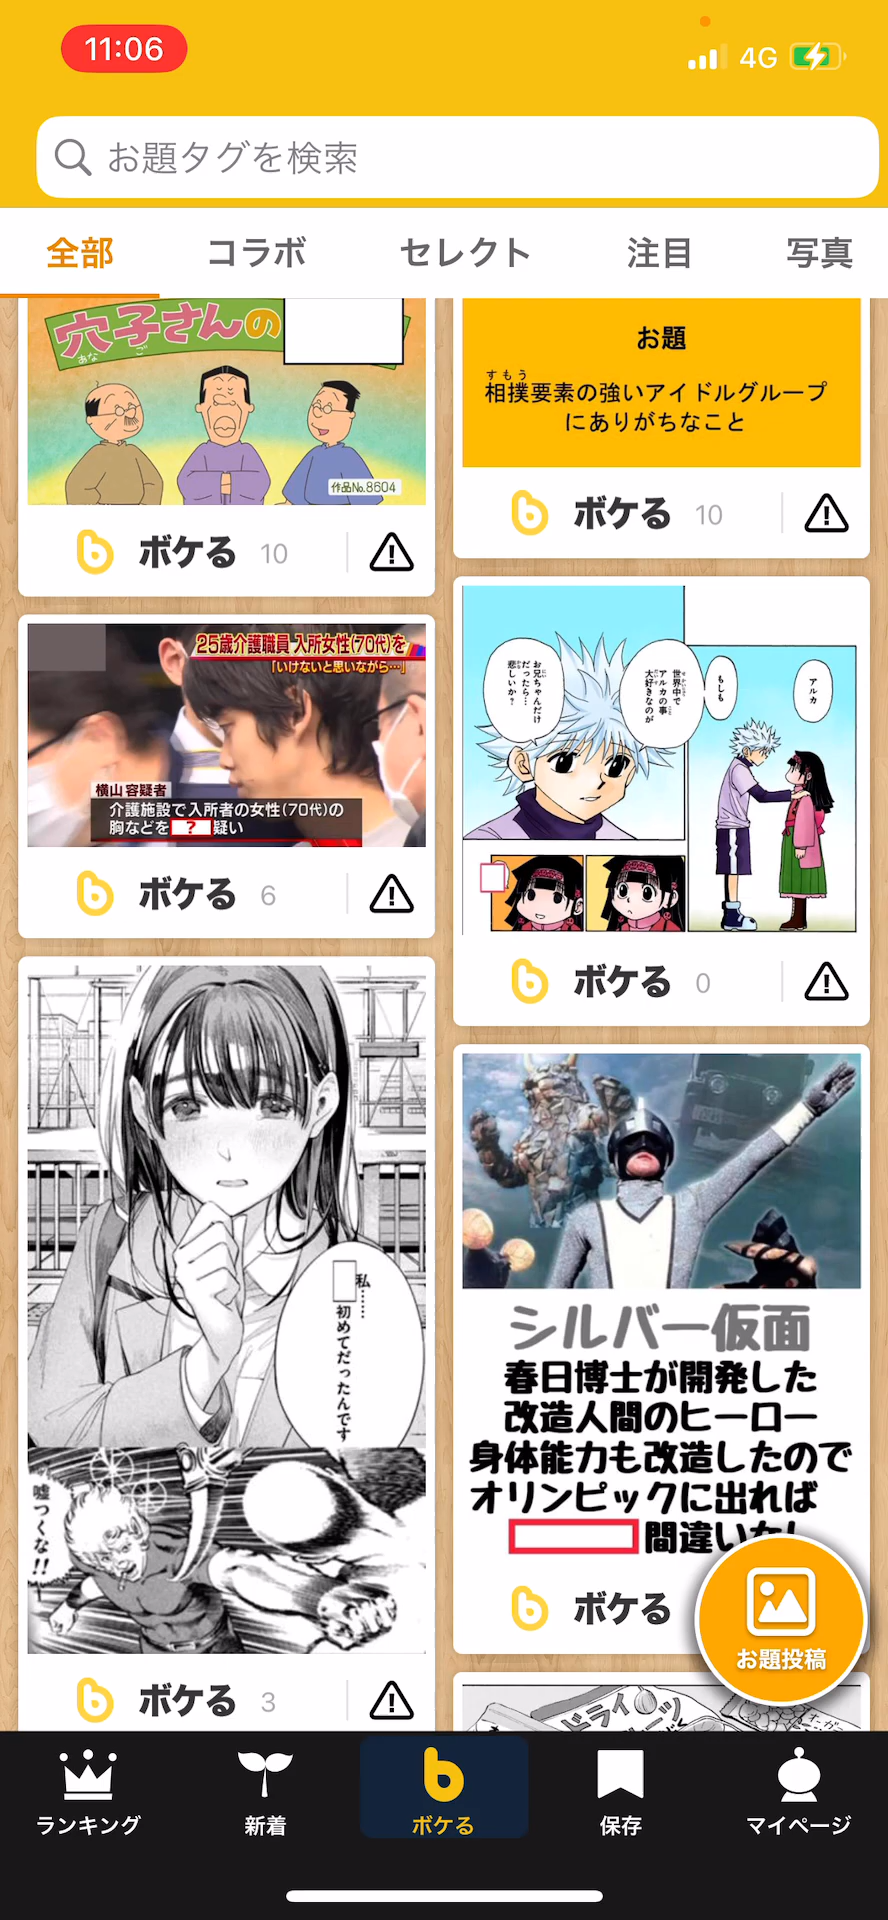 11:06
4G
お題タグを検索
全部
コラボ
セレクト
注目
写真
穴子さんの
あな
ご
作品No.8604
ボケる 10
お題
すもう
相撲要素の強いアイドルグループ
にありがちなこと
ボケる 10
25歳介護職員 入所女性(70代)を
「いけないと思いながら…」
横山 容疑者
介護施設で入所者の女性(70代)の
胸などを ? 疑い
ボケる 6
アルカ
もしも
世界中で
アルカの事
大好きなのが
お兄ちゃんだけ
だったら…
悲しいか?
ボケる 0
私……
初めてだったんです
嘘つくな!!
ボケる 3
シルバー仮面
春日博士が開発した
改造人間のヒーロー
身体能力も改造したので
オリンピックに出れば
間違いなし
ボケる
お題投稿
ドライ
ランキング
新着
ボケる
保存
マイページ